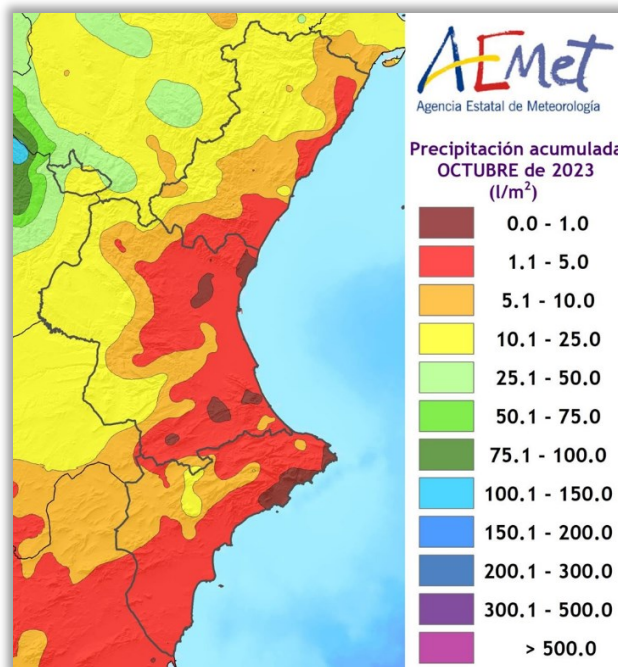 AEMet
Agencia Estatal de Meteorología
Precipitación acumulada
OCTUBRE de 2023
(l/m²)
0.0 - 1.0
1.1 - 5.0
5.1 - 10.0
10.1 - 25.0
25.1 - 50.0
50.1 - 75.0
75.1 - 100.0
100.1 - 150.0
150.1 - 200.0
200.1 - 300.0
300.1 - 500.0
> 500.0